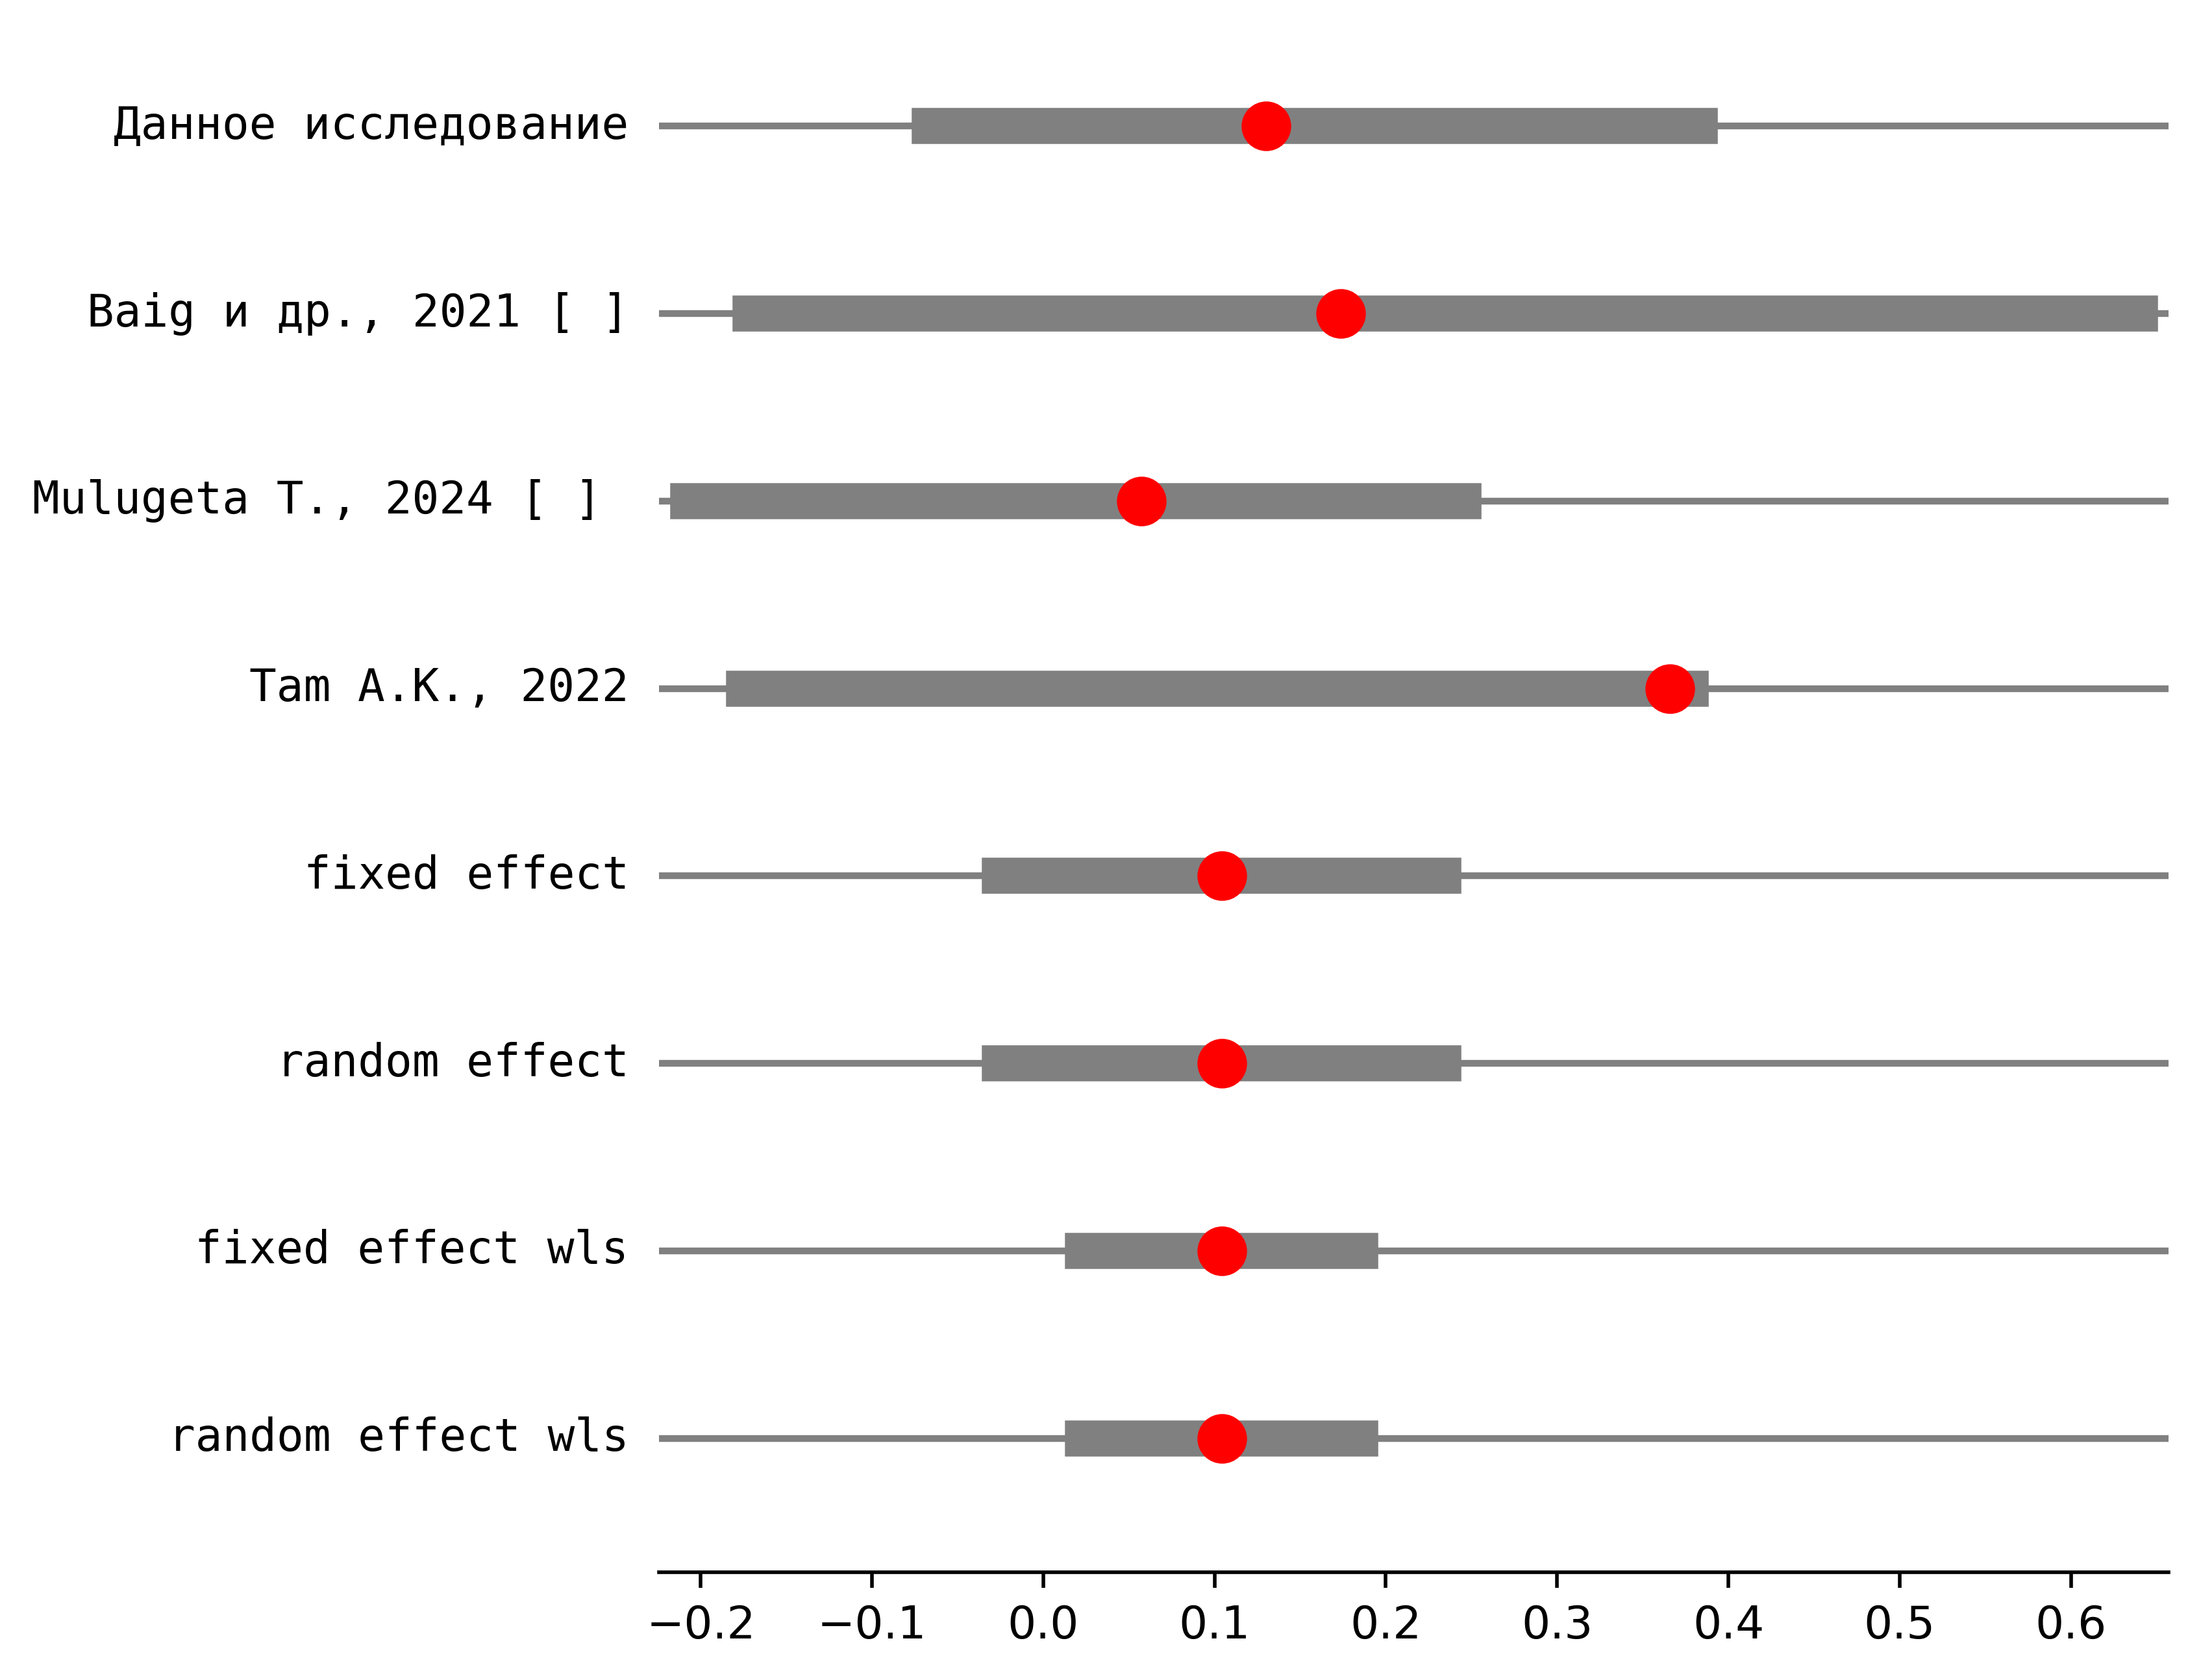 Данное исследование
Baig и др., 2021 [ ]
Mulugeta T., 2024 [ ]
Tam A.K., 2022
fixed effect
random effect
fixed effect wls
random effect wls
−0.2 −0.1 0.0 0.1 0.2 0.3 0.4 0.5 0.6